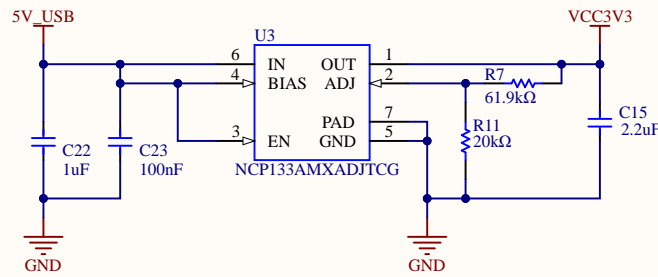 5V_USB
VCC3V3
U3
6 IN OUT 1
4 BIAS ADJ 2
R7
61.9kΩ
3 EN PAD 7
GND 5
R11
20kΩ
C15
2.2uF
C22
1uF
C23
100nF
NCP133AMXADJTCG
GND
GND